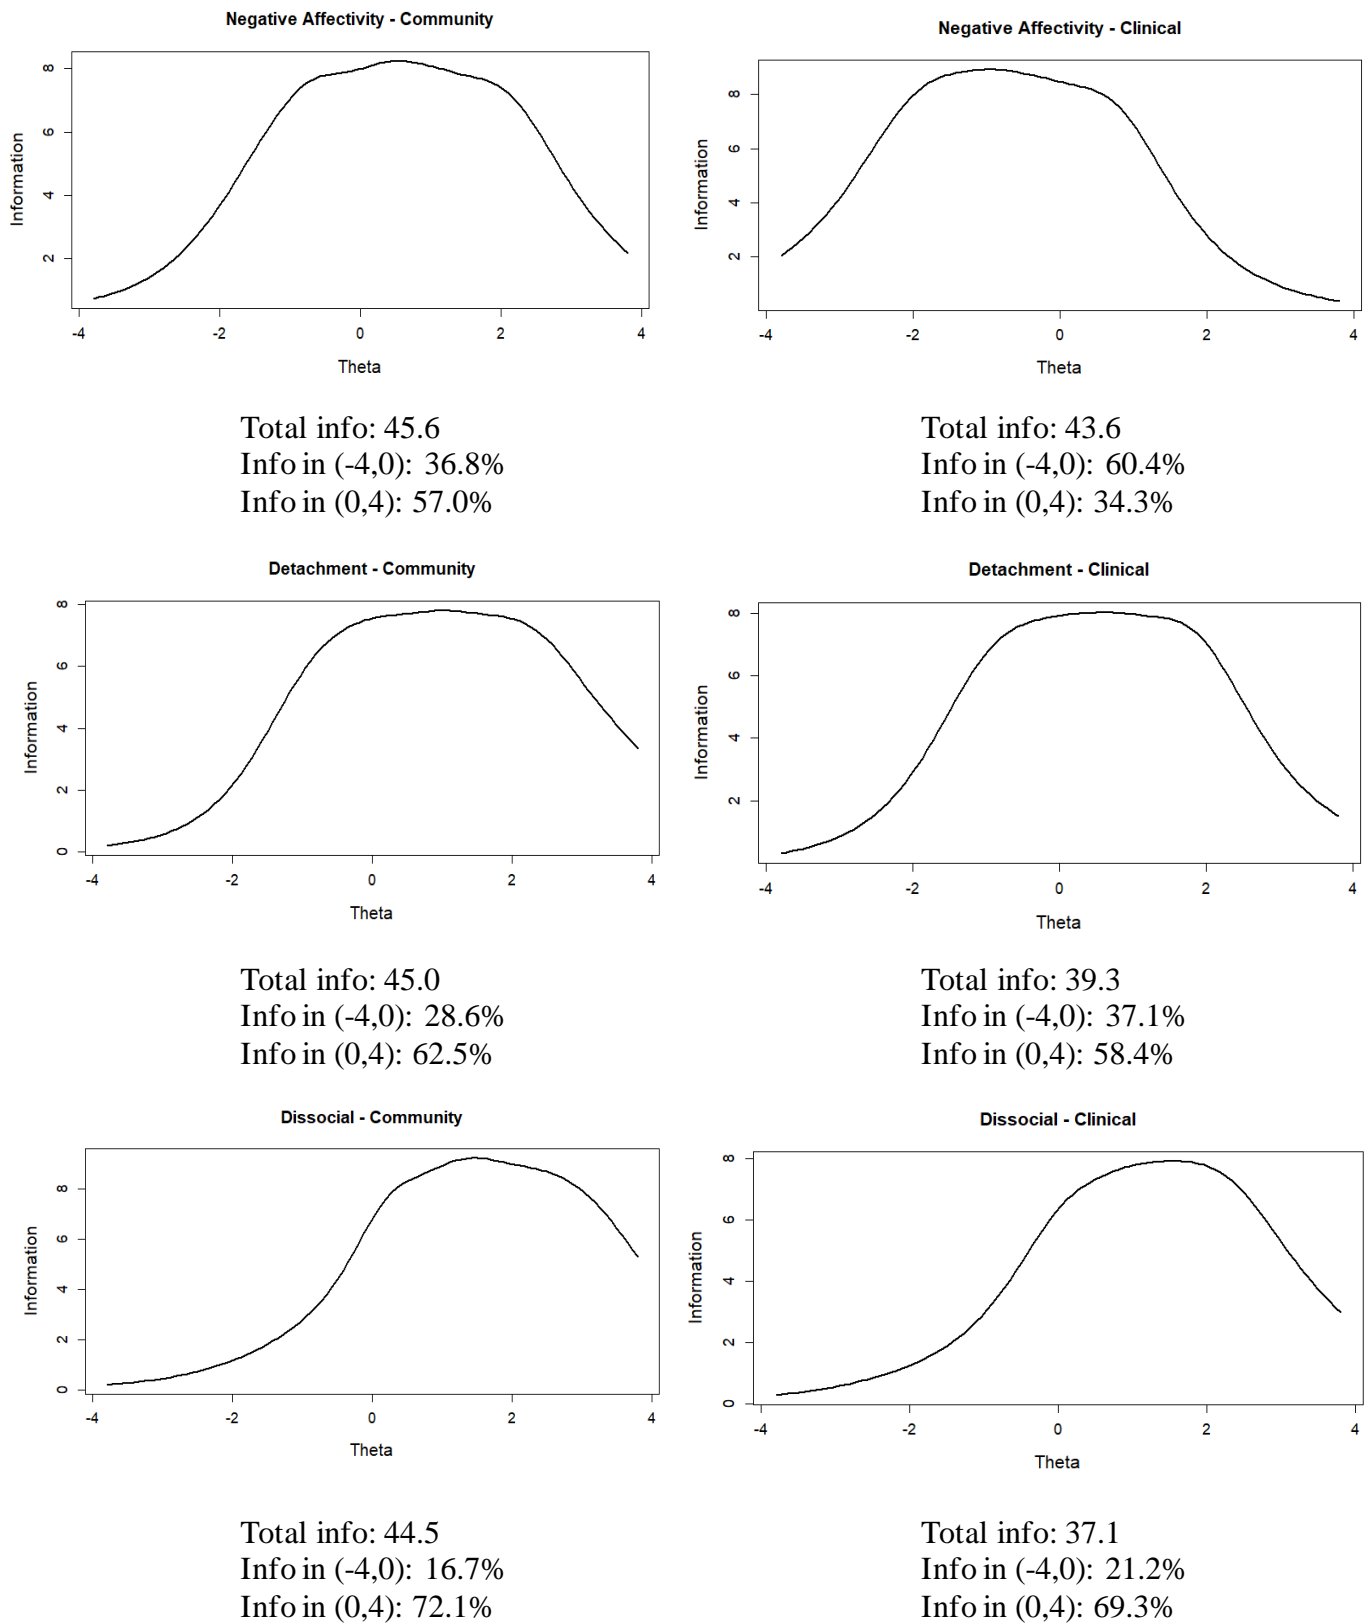 Negative Affectivity - Community
8
6
4
2
Information
-4 -2 0 2 4
Theta
Total info: 45.6
Info in (-4,0): 36.8%
Info in (0,4): 57.0%
Negative Affectivity - Clinical
8
6
4
2
Information
-4 -2 0 2 4
Theta
Total info: 43.6
Info in (-4,0): 60.4%
Info in (0,4): 34.3%
Detachment - Community
8
6
4
2
0
Information
-4 -2 0 2 4
Theta
Total info: 45.0
Info in (-4,0): 28.6%
Info in (0,4): 62.5%
Detachment - Clinical
8
6
4
2
Information
-4 -2 0 2 4
Theta
Total info: 39.3
Info in (-4,0): 37.1%
Info in (0,4): 58.4%
Dissocial - Community
8
6
4
2
0
Information
-4 -2 0 2 4
Theta
Total info: 44.5
Info in (-4,0): 16.7%
Info in (0,4): 72.1%
Dissocial - Clinical
8
6
4
2
0
Information
-4 -2 0 2 4
Theta
Total info: 37.1
Info in (-4,0): 21.2%
Info in (0,4): 69.3%